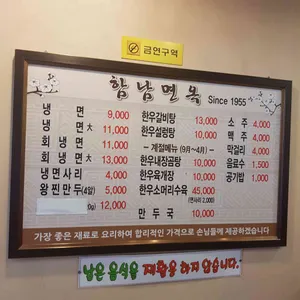 금연구역
함남면옥 Since 1955
냉 면 9,000
냉 면大 11,000
회 냉 면 11,000
회 냉 면大 13,000
냉면사리 4,000
왕찐만두(4알) 5,000
0g) 12,000
한우갈비탕 13,000
한우설렁탕 10,000
- 계절메뉴 (9月~4月) -
한우내장곰탕 10,000
한우육개장 10,000
한우소머리수육 45,000
(면사리 2,000)
만 두 국 10,000
소 주 4,000
맥 주 4,000
막걸리 4,000
음료수 1,500
공기밥 1,000
가장 좋은 재료로 요리하여 합리적인 가격으로 손님들께 제공하겠습니다
남은 음식을 재활용 하지 않습니다.